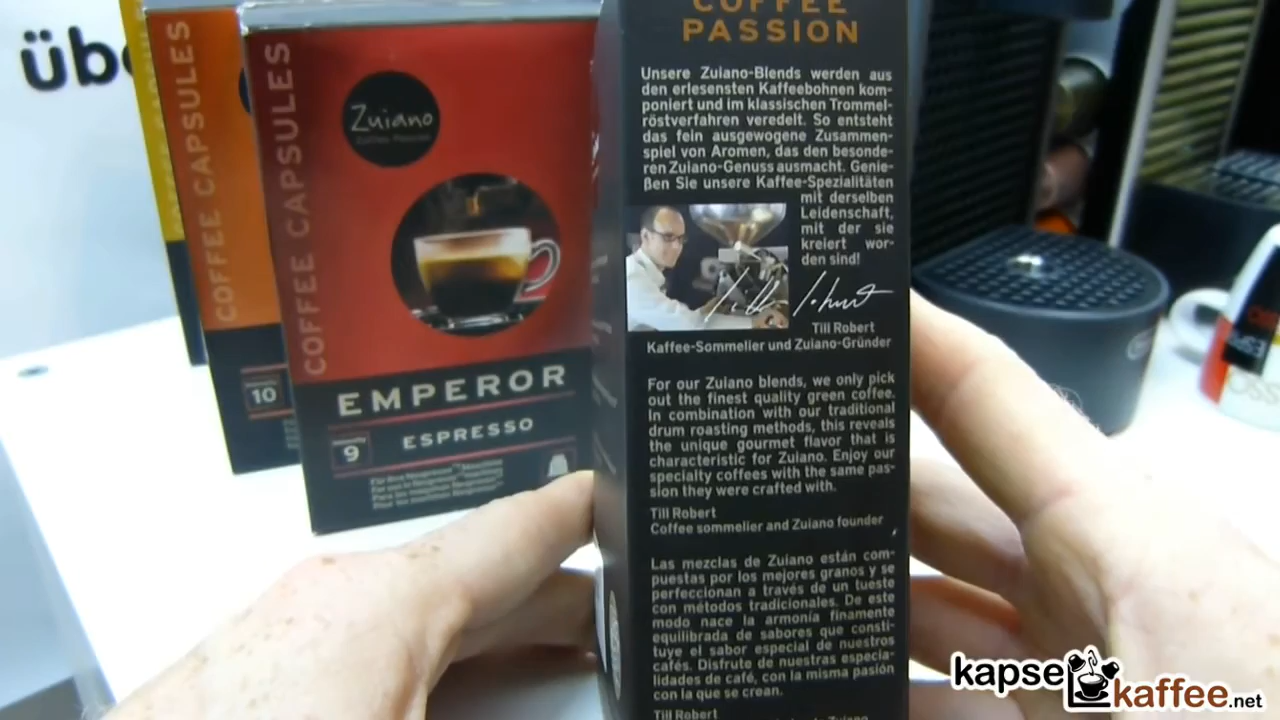 üb
COFFEE CAPSULES
10
COFFEE CAPSULES
Zuiano
Coffee Passion
EMPEROR
ESPRESSO
9
COFFEE
PASSION
Unsere Zuiano-Blends werden aus
den erlesensten Kaffeebohnen kom-
poniert und im klassischen Trommel-
röstverfahren veredelt. So entsteht
das fein ausgewogene Zusammen-
spiel von Aromen, das den besonde-
ren Zuiano-Genuss ausmacht. Genie-
ßen Sie unsere Kaffee-Spezialitäten
mit derselben
Leidenschaft,
mit der sie
kreiert wor-
den sind!
Till Robert
Kaffee-Sommelier und Zuiano-Gründer
For our Zuiano blends, we only pick
out the finest quality green coffee.
In combination with our traditional
drum roasting methods, this reveals
the unique gourmet flavor that is
characteristic for Zuiano. Enjoy our
specialty coffees with the same pas-
sion they were crafted with.
Till Robert
Coffee sommelier and Zuiano founder
Las mezclas de Zuiano están com-
puestas por los mejores granos y se
perfeccionan a través de un tueste
con métodos tradicionales. De este
modo nace la armonía finamente
equilibrada de sabores que consti-
tuye el sabor especial de nuestros
cafés. Disfrute de nuestras especia-
lidades de café, con la misma pasión
con la que se crean.
Till Robert
kapsel
kaffee.net